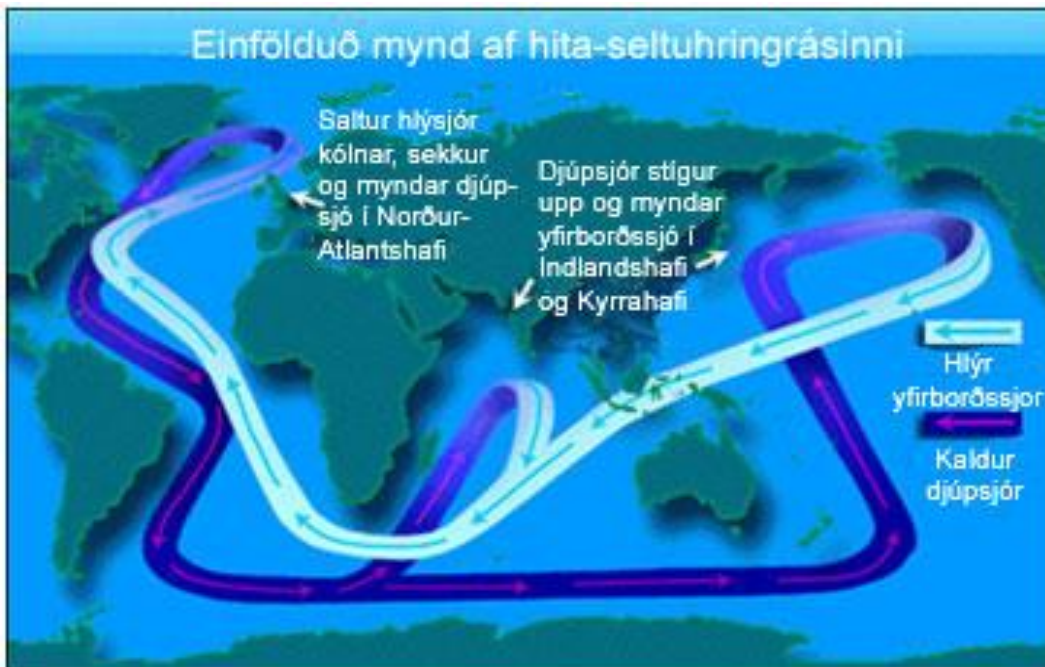 Einfölduð mynd af hita-seltuhringrásinni
Saltur hlýsjór
kólnar, sekkur
og myndar djúp-
sjó í Norður-
Atlantshafi
Djúpsjór stígur
upp og myndar
yfirborðssjó í
Indlandshafi
og Kyrrahafi
Hlýr
yfirborðssjor
Kaldur
djúpsjór